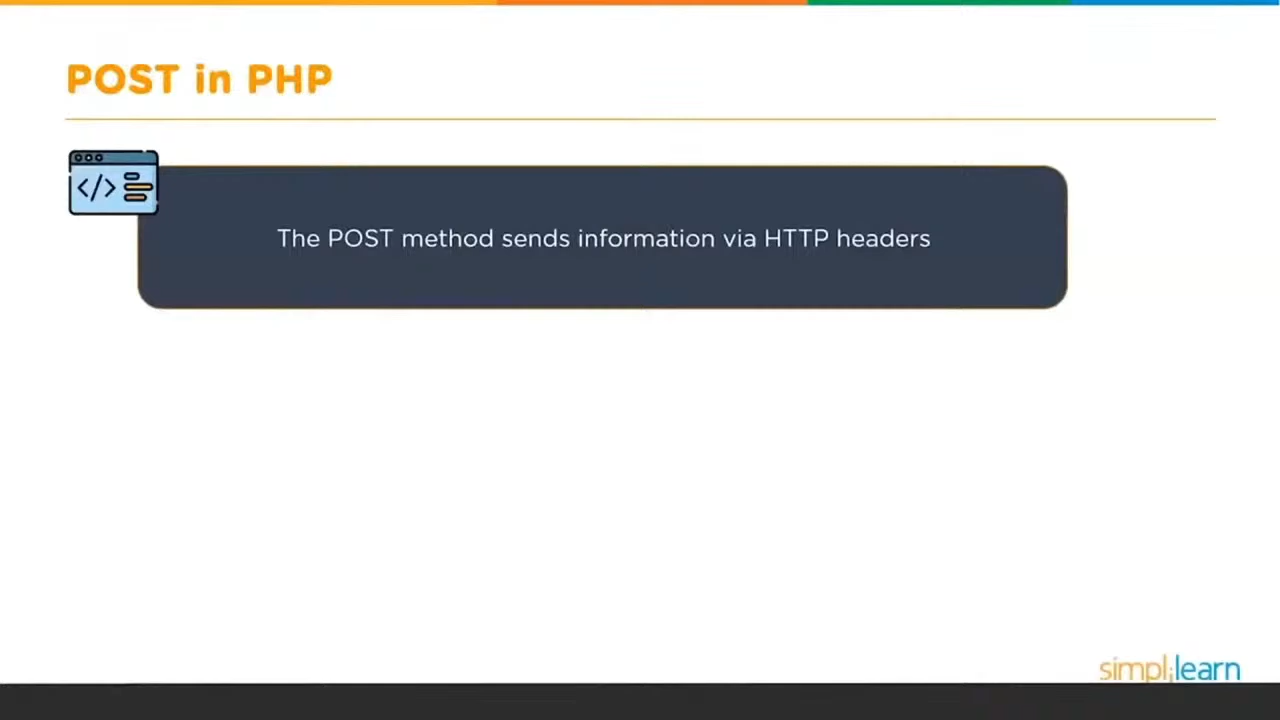 POST in PHP
</>
The POST method sends information via HTTP headers
simplilearn